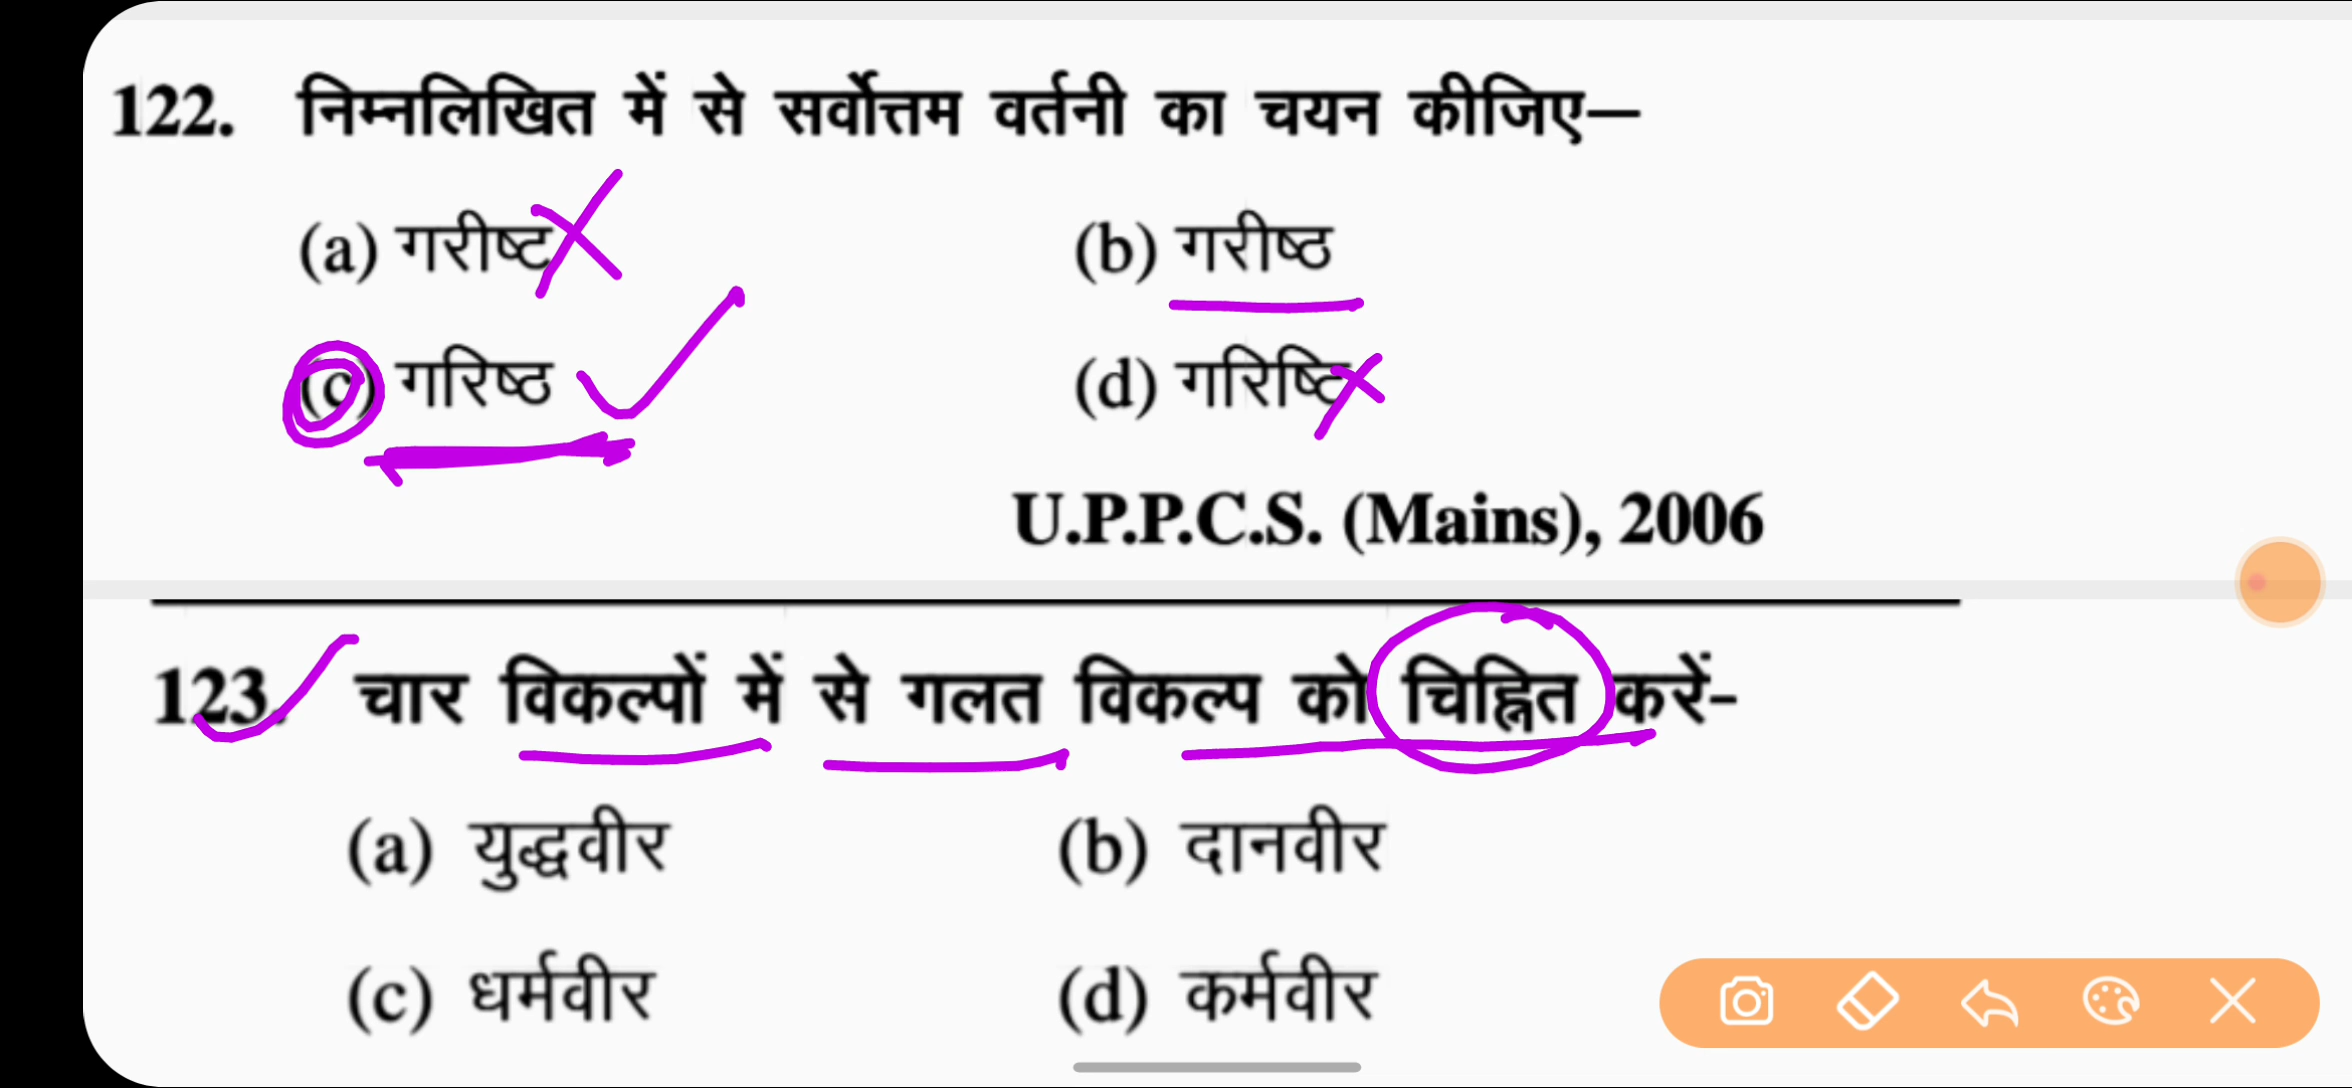 122. निम्नलिखित में से सर्वोत्तम वर्तनी का चयन कीजिए—
(a) गरीष्ट (b) गरीष्ठ
(c) गरिष्ठ (d) गरिष्टि
U.P.P.C.S. (Mains), 2006
123. चार विकल्पों में से गलत विकल्प को चिह्नित करें-
(a) युद्धवीर (b) दानवीर
(c) धर्मवीर (d) कर्मवीर